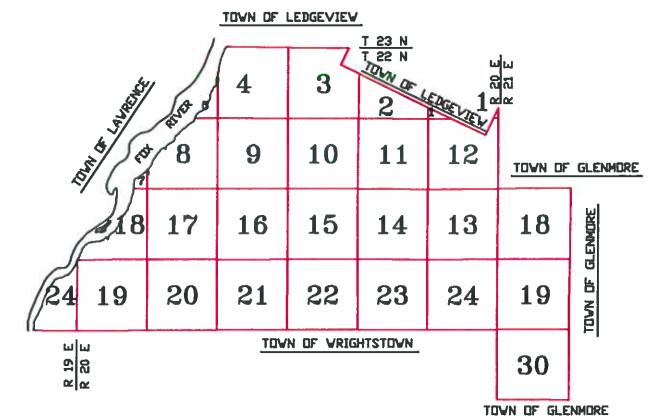 TOWN OF LEDGEVIEW
T 23 N
T 22 N
TOWN OF LEDGEVIEW
R 20 E
R 21 E
TOWN OF LAWRENCE
FOX RIVER
4 3 2 1 1
8 9 10 11 12
TOWN OF GLENMORE
18 17 16 15 14 13 18
TOWN OF GLENMORE
24 19 20 21 22 23 24 19
TOWN OF WRIGHTSTOWN
R 19 E
R 20 E
30
TOWN OF GLENMORE